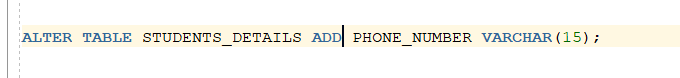 ALTER TABLE STUDENTS_DETAILS ADD PHONE_NUMBER VARCHAR(15);